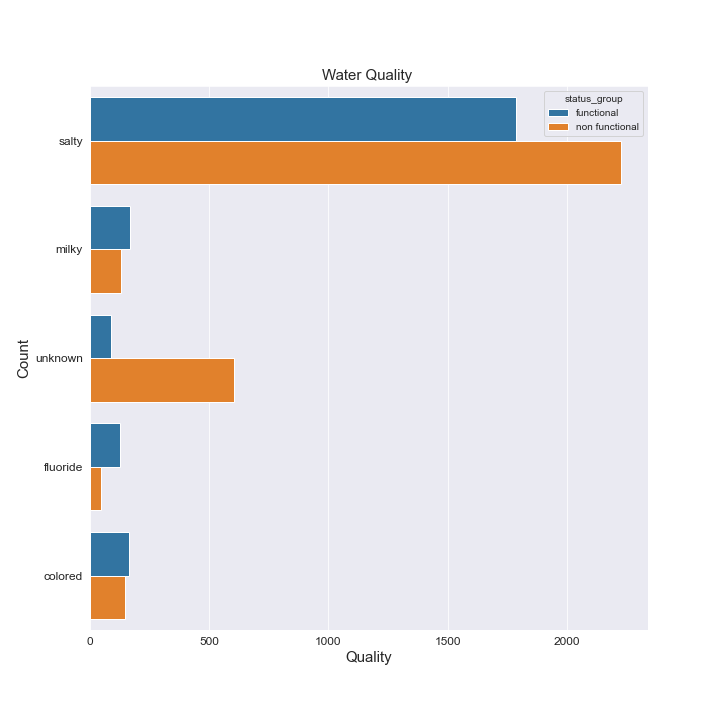 Water Quality
status_group
functional
non functional
salty
milky
unknown
fluoride
colored
Count
0 500 1000 1500 2000
Quality